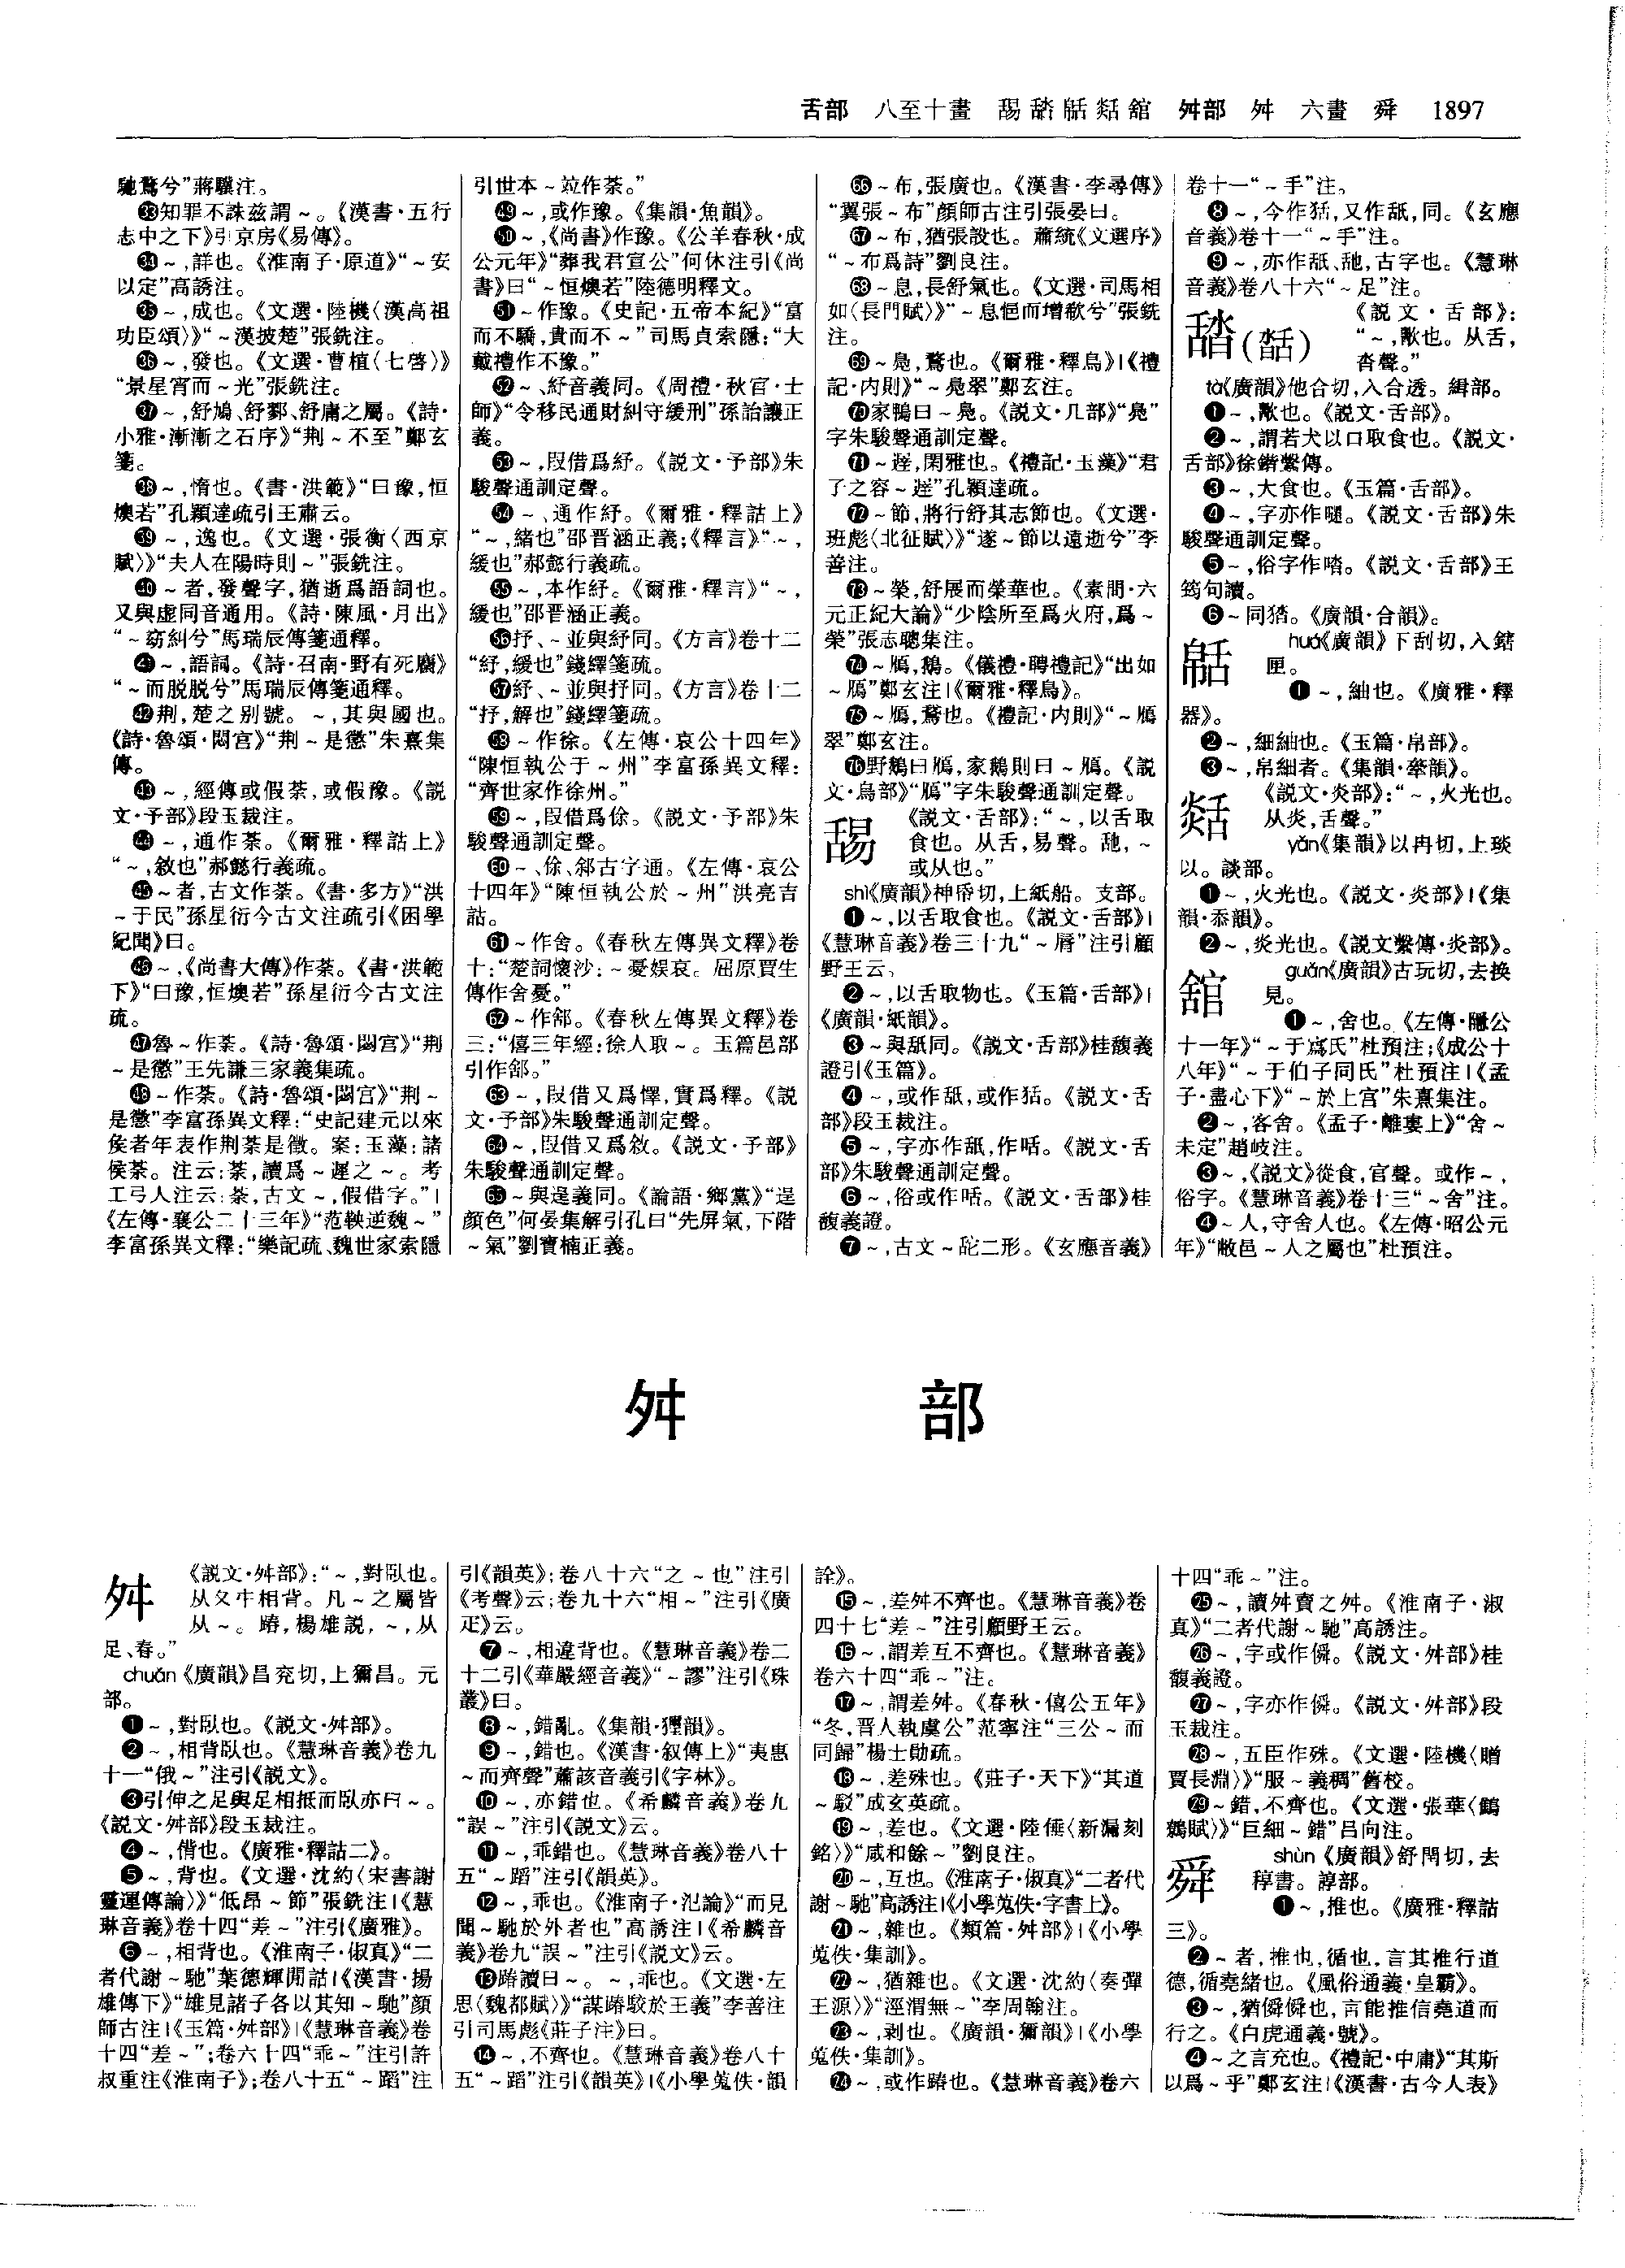 舌部 八至十畫 舓 䑜 舚 舕 舘 舛部 舛 六畫 舜 1897
馳騖兮”蔣驥注。
㉝知罪不誅兹謂~。《漢書·五行
志中之下》引京房《易傳》。
㉞~,詳也。《淮南子·原道》“~安
以定”高誘注。
㉟~,成也。《文選·陸機〈漢高祖
功臣頌〉》“~漢披楚”張銑注。
㊱~,發也。《文選·曹植〈七啓〉》
“景星宵而~光”張銑注。
㊲~,舒鳩、舒鄝、舒庸之屬。《詩·
小雅·漸漸之石序》“荆~不至”鄭玄
箋。
㊳~,惰也。《書·洪範》“曰豫,恒
燠若”孔穎達疏引王肅云。
㊴~,逸也。《文選·張衡〈西京
賦〉》“夫人在陽時則~”張銑注。
㊵~者,發聲字,猶逝爲語詞也。
又與虚同音通用。《詩·陳風·月出》
“~窈糾兮”馬瑞辰傳箋通釋。
㊶~,語詞。《詩·召南·野有死麕》
“~而脱脱兮”馬瑞辰傳箋通釋。
㊷荆,楚之别號。~,其與國也。
《詩·魯頌·閟宫》“荆~是懲”朱熹集
傳。
㊸~,經傳或假荼,或假豫。《説
文·予部》段玉裁注。
㊹~,通作荼。《爾雅·釋詁上》
“~,敘也”郝懿行義疏。
㊺~者,古文作荼。《書·多方》“洪
~于民”孫星衍今古文注疏引《困學
紀聞》曰。
㊻~,《尚書大傳》作荼。《書·洪範
下》“曰豫,恒燠若”孫星衍今古文注
疏。
㊼魯~作荼。《詩·魯頌·閟宫》“荆
~是懲”王先謙三家義集疏。
㊽~作荼。《詩·魯頌·閟宫》“荆~
是懲”李富孫異文釋:“史記建元以來
侯者年表作荆荼是徵。案:玉藻:諸
侯荼。注云:荼,讀爲~遲之~。考
工弓人注云:荼,古文~,假借字。”|
《左傳·襄公二十三年》“范鞅逆魏~”
李富孫異文釋:“樂記疏、魏世家索隱
引世本~竝作荼。”
㊾~,或作豫。《集韻·魚韻》。
㊿~,《尚書》作豫。《公羊春秋·成
公元年》“葬我君宣公”何休注引《尚
書》曰“~恒燠若”陸德明釋文。
51~作豫。《史記·五帝本紀》“富
而不驕,貴而不~”司馬貞索隱:“大
戴禮作不豫。”
52~、紓音義同。《周禮·秋官·士
師》“令移民通財糾守緩刑”孫詒讓正
義。
53~,叚借爲紓。《説文·予部》朱
駿聲通訓定聲。
54~、通作紓。《爾雅·釋詁上》
“~,緒也”邵晋涵正義;《釋言》“~,
緩也”郝懿行義疏。
55~,本作紓。《爾雅·釋言》“~,
緩也”邵晋涵正義。
56抒、~並與紓同。《方言》卷十二
“紓,緩也”錢繹箋疏。
57紓、~並與抒同。《方言》卷十二
“抒,解也”錢繹箋疏。
58~作徐。《左傳·哀公十四年》
“陳恒執公于~州”李富孫異文釋:
“齊世家作徐州。”
59~,叚借爲徐。《説文·予部》朱
駿聲通訓定聲。
60~、徐、邻古字通。《左傳·哀公
十四年》“陳恒執公於~州”洪亮吉
詁。
61~作舍。《春秋左傳異文釋》卷
十:“楚詞懷沙:~憂娱哀。屈原賈生
傳作舍憂。”
62~作郐。《春秋左傳異文釋》卷
三:“僖三年經:徐人取~。玉篇邑部
引作。”
63~,叚借又爲懌,實爲釋。《説
文·予部》朱駿聲通訓定聲。
64~,叚借又爲敘。《説文·予部》
朱駿聲通訓定聲。
65~與逞義同。《論語·鄉黨》“逞
顔色”何晏集解引孔曰“先屏氣,下階
~氣”劉寶楠正義。
66~布,張廣也。《漢書·李尋傳》
“翼張~布”顔師古注引張晏曰。
67~布,猶張設也。蕭統《文選序》
“~布爲詩”劉良注。
68~息,長舒氣也。《文選·司馬相
如〈長門賦〉》“~息悒而增欷兮”張銑
注。
69~鳧,鶩也。《爾雅·釋鳥》|《禮
記·内則》“~鳧翠”鄭玄注。
70家鴨曰~鳧。《説文·几部》“鳧”
字朱駿聲通訓定聲。
71~遲,閑雅也。《禮記·玉藻》“君
子之容~遲”孔穎達疏。
72~節,將行舒其志節也。《文選·
班彪〈北征賦〉》“遂~節以遠逝兮”李
善注。
73~榮,舒展而榮華也。《素問·六
元正紀大論》“少陰所至爲火府,爲~
榮”張志聰集注。
74~鴈,鵝。《儀禮·聘禮記》“出如
~鴈”鄭玄注|《爾雅·釋鳥》。
75~鴈,鶩也。《禮記·内則》“~鴈
翠”鄭玄注。
76野鵝曰鴈,家鵝則曰~鴈。《説
文·鳥部》“鴈”字朱駿聲通訓定聲。
舓 《説文·舌部》:“~,以舌取
食也。从舌,易聲。䑛,~
或从也。”
shì《廣韻》神帋切,上紙船。支部。
❶~,以舌取食也。《説文·舌部》|
《慧琳音義》卷三十九“~脣”注引顧
野王云。
❷~,以舌取物也。《玉篇·舌部》|
《廣韻·紙韻》。
❸~與舐同。《説文·舌部》桂馥義
證引《玉篇》。
❹~,或作舐,或作狧。《説文·舌
部》段玉裁注。
❺~,字亦作舐,作咶。《説文·舌
部》朱駿聲通訓定聲。
❻~,俗或作咶。《説文·舌部》桂
馥義證。
❼~,古文~䑛二形。《玄應音義》
卷十一“~手”注。
❽~,今作狧,又作舐,同。《玄應
音義》卷十一“~手”注。
❾~,亦作舐、䑛,古字也。《慧琳
音義》卷八十六“~足”注。
《説文·舌部》:
“~,歠也。从舌,
沓聲。”
tà《廣韻》他合切,入合透。緝部。
❶~,歠也。《説文·舌部》。
❷~,謂若犬以口取食也。《説文·
舌部》徐鍇繫傳。
❸~,大食也。《玉篇·舌部》。
❹~,字亦作㗳。《説文·舌部》朱
駿聲通訓定聲。
❺~,俗字作嚃。《説文·舌部》王
筠句讀。
❻~同㺚。《廣韻·合韻》。
huá《廣韻》下刮切,入鎋
匣。
❶~,紬也。《廣雅·釋
器》。
❷~,細紬也。《玉篇·帛部》。
❸~,帛細者。《集韻·舝韻》。
《説文·炎部》:“~,火光也。
从炎,舌聲。”
yǎn《集韻》以冉切,上琰
以。談部。
❶~,火光也。《説文·炎部》|《集
韻·忝韻》。
❷~,炎光也。《説文繫傳·炎部》。
舘 guǎn《廣韻》古玩切,去换
見。
❶~,舍也。《左傳·隱公
十一年》“~于寪氏”杜預注;《成公十
八年》“~于伯子同氏”杜預注|《孟
子·盡心下》“~於上宫”朱熹集注。
❷~,客舍。《孟子·離婁上》“舍~
未定”趙岐注。
❸~,《説文》從食,官聲。或作~,
俗字。《慧琳音義》卷十三“~舍”注。
❹~人,守舍人也。《左傳·昭公元
年》“敝邑~人之屬也”杜預注。
舛 部
舛 《説文·舛部》:“~,對卧也。
从夂㐄相背。凡~之屬皆
从~。踳,楊雄説,~,从
足、春。”
chuǎn《廣韻》昌兖切,上獮昌。元
部。
❶~,對卧也。《説文·舛部》。
❷~,相背卧也。《慧琳音義》卷九
十一“俄~”注引《説文》。
❸引伸之足與足相抵而卧亦曰~。
《説文·舛部》段玉裁注。
❹~,偝也。《廣雅·釋詁二》。
❺~,背也。《文選·沈約〈宋書謝
靈運傳論〉》“低昂~節”張銑注|《慧
琳音義》卷十四“差~”注引《廣雅》。
❻~,相背也。《淮南子·俶真》“二
者代謝~馳”葉德輝閒詁|《漢書·揚
雄傳下》“雄見諸子各以其知~馳”顔
師古注|《玉篇·舛部》|《慧琳音義》卷
十四“差~”;卷六十四“乖~”注引許
叔重注《淮南子》;卷八十五“~蹈”注
引《韻英》;卷八十六“之~也”注引
《考聲》云;卷九十六“相~”注引《廣
疋》云。
❼~,相違背也。《慧琳音義》卷二
十二引《華嚴經音義》“~謬”注引《珠
叢》曰。
❽~,錯亂。《集韻·獮韻》。
❾~,錯也。《漢書·叙傳上》“夷惠
~而齊聲”蕭該音義引《字林》。
❿~,亦錯也。《希麟音義》卷九
“誤~”注引《説文》云。
⓫~,乖錯也。《慧琳音義》卷八十
五“~蹈”注引《韻英》。
⓬~,乖也。《淮南子·氾論》“而見
聞~馳於外者也”高誘注|《希麟音
義》卷九“誤~”注引《説文》云。
⓭踳讀曰~。~,乖也。《文選·左
思〈魏都賦〉》“謀踳駮於王義”李善注
引司馬彪《莊子注》曰。
⓮~,不齊也。《慧琳音義》卷八十
五“~蹈”注引《韻英》|《小學蒐佚·韻
詮》。
⓯~,差舛不齊也。《慧琳音義》卷
四十七“差~”注引顧野王云。
⓰~,謂差互不齊也。《慧琳音義》
卷六十四“乖~”注。
⓱~,謂差舛。《春秋·僖公五年》
“冬,晋人執虞公”范寧注“三公~而
同歸”楊士勛疏。
⓲~,差殊也。《莊子·天下》“其道
~駁”成玄英疏。
⓳~,差也。《文選·陸倕〈新漏刻
銘〉》“咸和餘~”劉良注。
⓴~,互也。《淮南子·俶真》“二者代
謝~馳”高誘注|《小學蒐佚·字書上》。
㉑~,雜也。《類篇·舛部》|《小學
蒐佚·集訓》。
㉒~,猶雜也。《文選·沈約〈奏彈
王源〉》“涇渭無~”李周翰注。
㉓~,剥也。《廣韻·獮韻》|《小學
蒐佚·集訓》。
㉔~,或作踳也。《慧琳音義》卷六
十四“乖~”注。
㉕~,讀舛賣之舛。《淮南子·淑
真》“二者代謝~馳”高誘注。
㉖~,字或作僢。《説文·舛部》桂
馥義證。
㉗~,字亦作僢。《説文·舛部》段
玉裁注。
㉘~,五臣作殊。《文選·陸機〈贈
賈長淵〉》“服~義稠”舊校。
㉙~錯,不齊也。《文選·張華〈鷦
鷯賦〉》“巨細~錯”吕向注。
舜 shùn《廣韻》舒閏切,去
稕書。諄部。
❶~,推也。《廣雅·釋詁
三》。
❷~者,推也,循也。言其推行道
德,循堯緒也。《風俗通義·皇霸》。
❸~,猶僢僢也,言能推信堯道而
行之。《白虎通義·號》。
❹~之言充也。《禮記·中庸》“其斯
以爲~乎”鄭玄注|《漢書·古今人表》